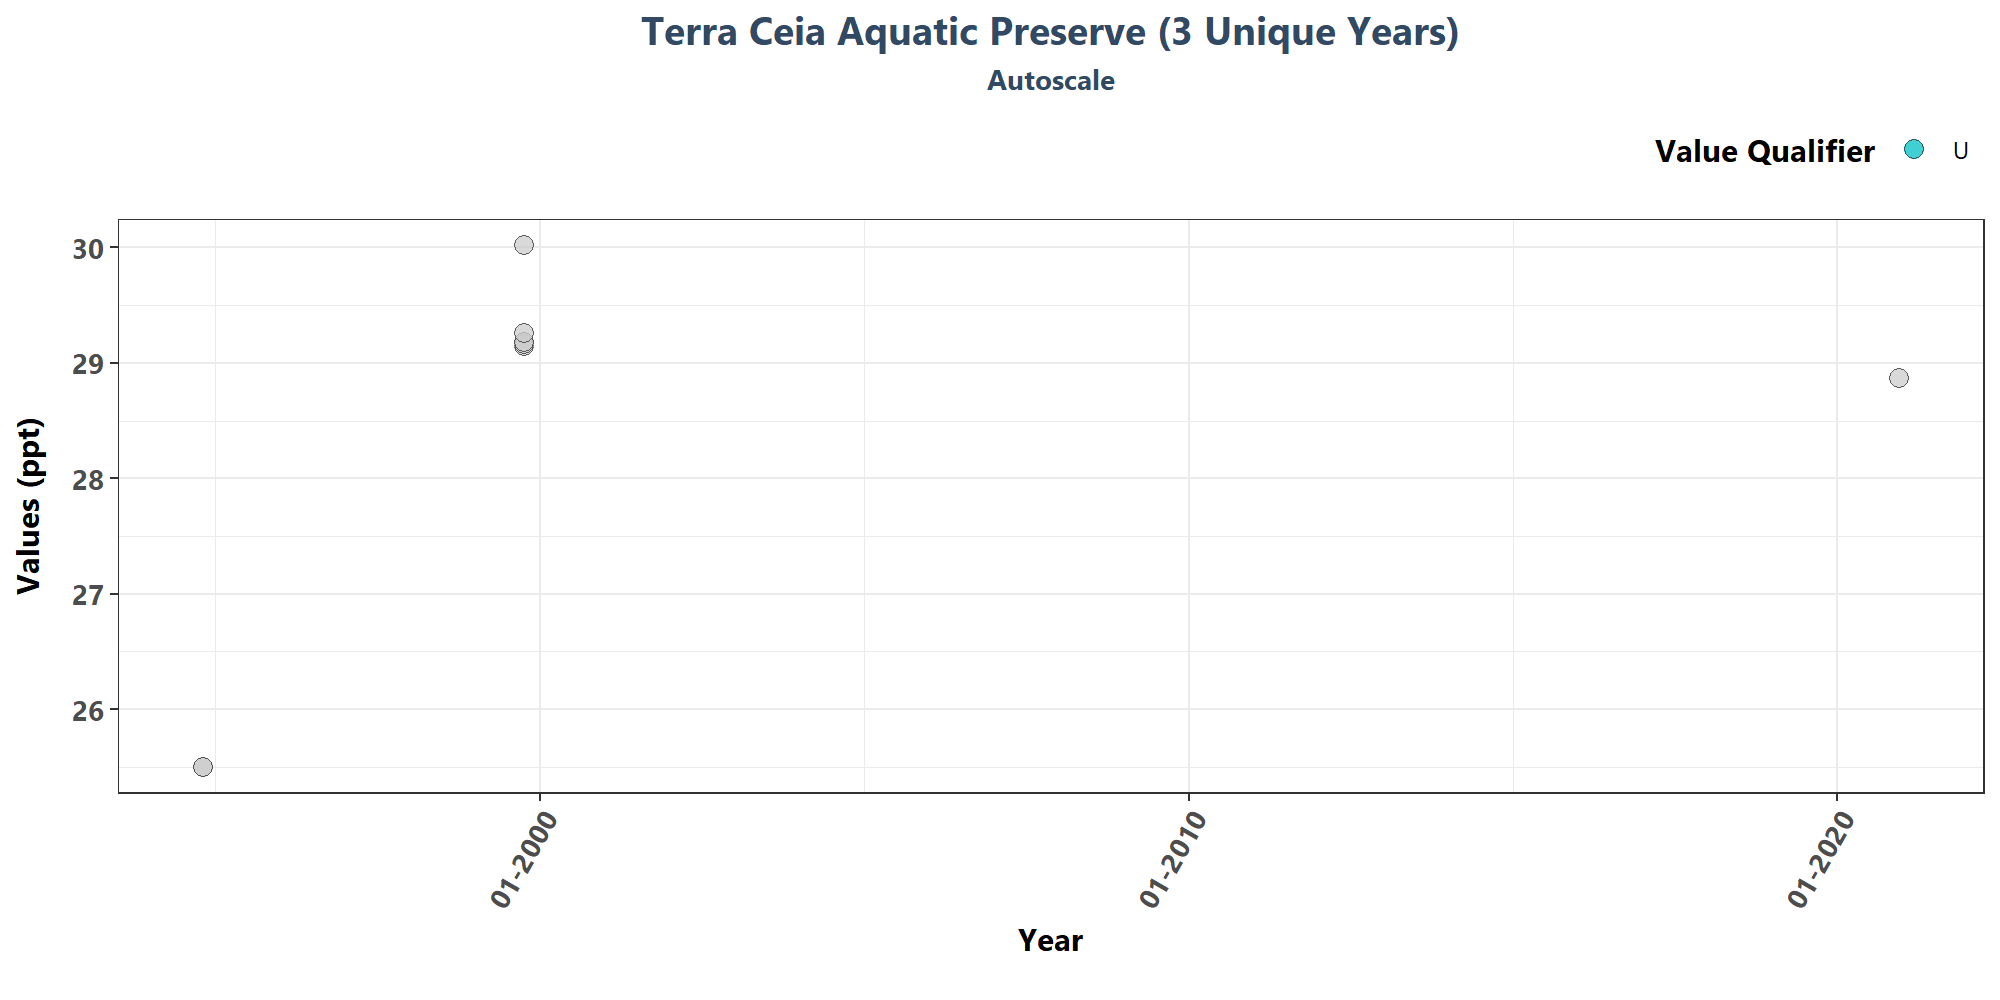 Terra Ceia Aquatic Preserve (3 Unique Years)
Autoscale
Value Qualifier U
30
29
28
27
26
Values (ppt)
01-2000 01-2010 01-2020
Year